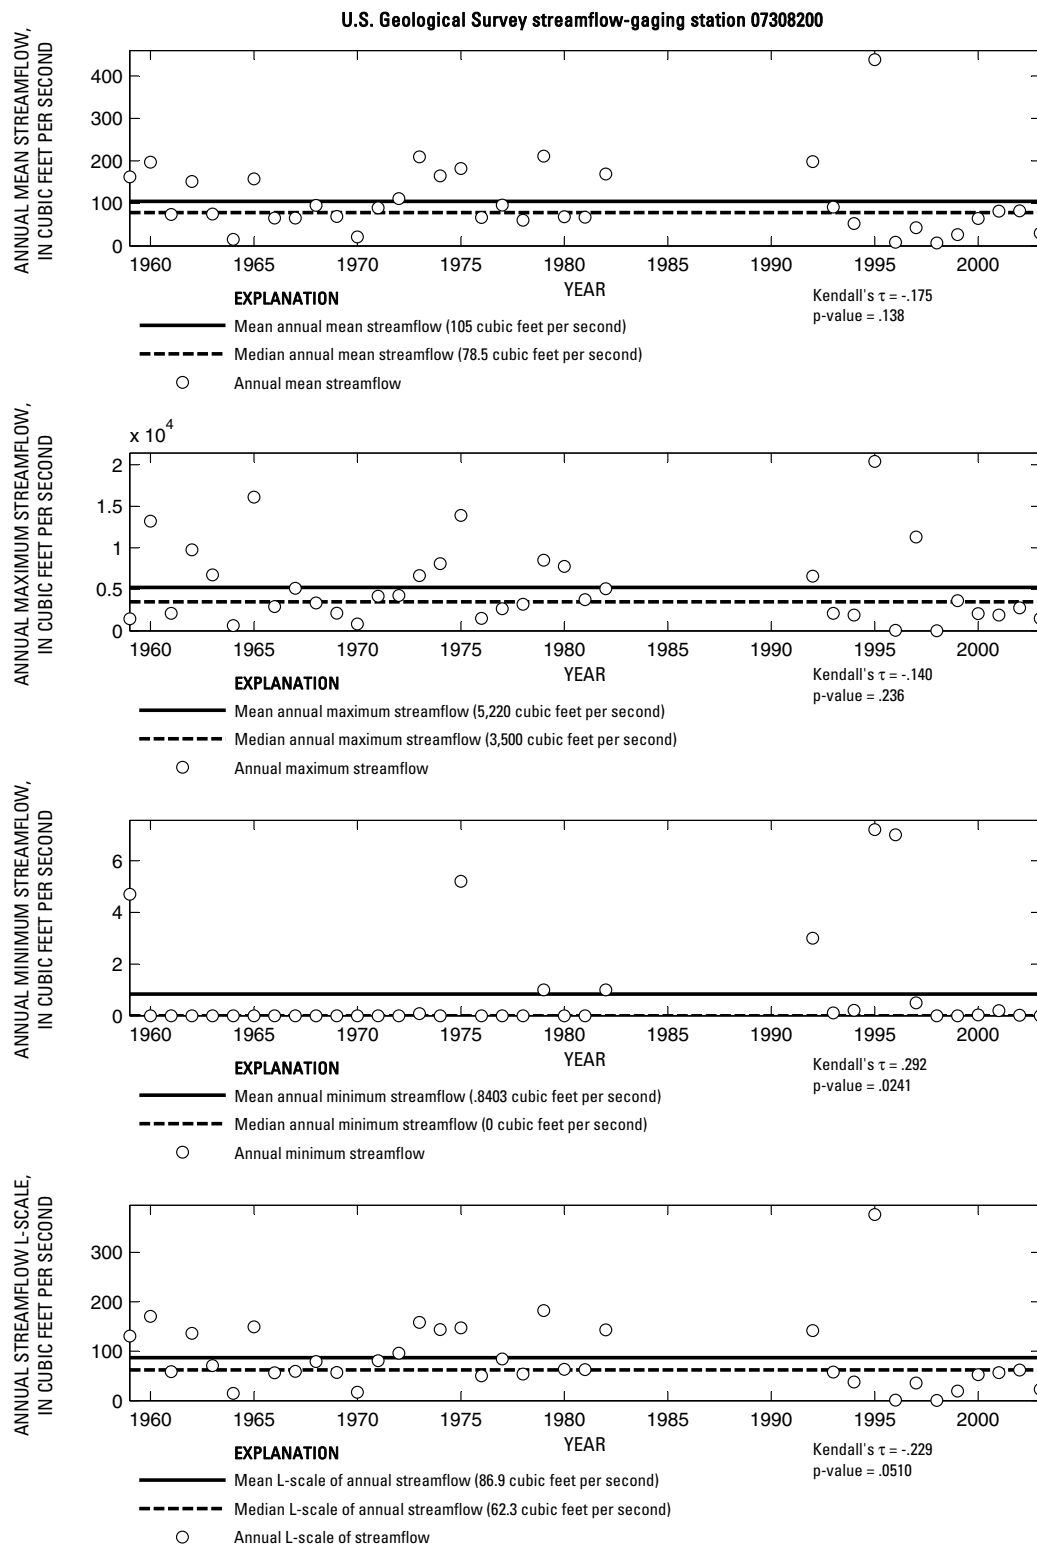 U.S. Geological Survey streamflow-gaging station 07308200
ANNUAL MEAN STREAMFLOW,
IN CUBIC FEET PER SECOND
400
300
200
100
0
1960 1965 1970 1975 1980 1985 1990 1995 2000
YEAR
Kendall's τ = -.175
p-value = .138
EXPLANATION
Mean annual mean streamflow (105 cubic feet per second)
Median annual mean streamflow (78.5 cubic feet per second)
Annual mean streamflow
ANNUAL MAXIMUM STREAMFLOW,
IN CUBIC FEET PER SECOND
x 10^4
2
1.5
1
0.5
0
1960 1965 1970 1975 1980 1985 1990 1995 2000
YEAR
Kendall's τ = -.140
p-value = .236
EXPLANATION
Mean annual maximum streamflow (5,220 cubic feet per second)
Median annual maximum streamflow (3,500 cubic feet per second)
Annual maximum streamflow
ANNUAL MINIMUM STREAMFLOW,
IN CUBIC FEET PER SECOND
6
4
2
0
1960 1965 1970 1975 1980 1985 1990 1995 2000
YEAR
Kendall's τ = .292
p-value = .0241
EXPLANATION
Mean annual minimum streamflow (.8403 cubic feet per second)
Median annual minimum streamflow (0 cubic feet per second)
Annual minimum streamflow
ANNUAL STREAMFLOW L-SCALE,
IN CUBIC FEET PER SECOND
300
200
100
0
1960 1965 1970 1975 1980 1985 1990 1995 2000
YEAR
Kendall's τ = -.229
p-value = .0510
EXPLANATION
Mean L-scale of annual streamflow (86.9 cubic feet per second)
Median L-scale of annual streamflow (62.3 cubic feet per second)
Annual L-scale of streamflow